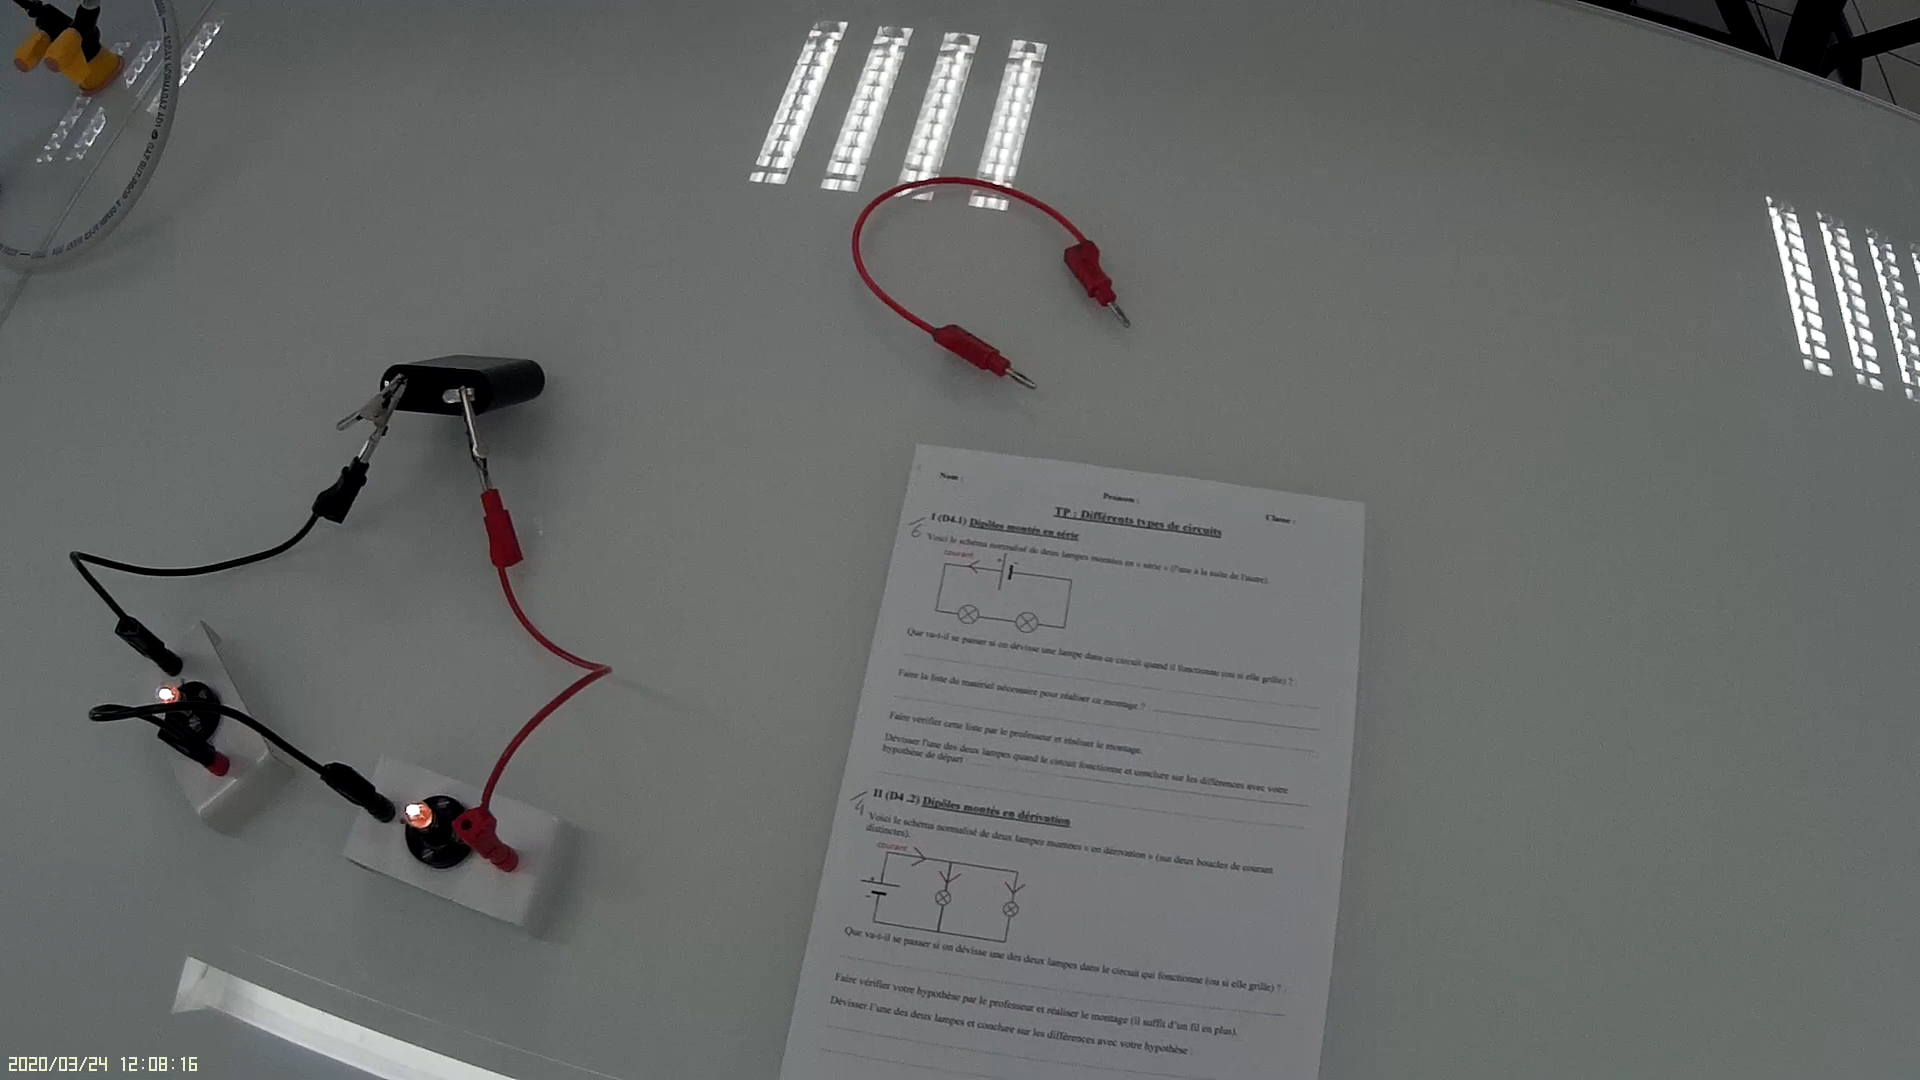 Nom :
Prénom :
Classe :
TP : Différents types de circuits
I (D4.1) Dipôles montés en série
6
Voici le schéma normalisé de deux lampes montées en « série » (l'une à la suite de l'autre).
courant
+
-
Que va-t-il se passer si on dévisse une lampe dans ce circuit quand il fonctionne (ou si elle grille) ? :
Faire la liste du matériel nécessaire pour réaliser ce montage ? :
Faire vérifier cette liste par le professeur et réaliser le montage.
Dévisser l'une des deux lampes quand le circuit fonctionne et conclure sur les différences avec votre
hypothèse de départ
II (D4 .2) Dipôles montés en dérivation
4
Voici le schéma normalisé de deux lampes montées « en dérivation » (sur deux boucles de courant
distinctes).
courant
+
-
Que va-t-il se passer si on dévisse une des deux lampes dans le circuit qui fonctionne (ou si elle grille) ? :
Faire vérifier votre hypothèse par le professeur et réaliser le montage (il suffit d'un fil en plus).
Dévisser l'une des deux lampes et conclure sur les différences avec votre hypothèse :
2020/03/24 12:08:16